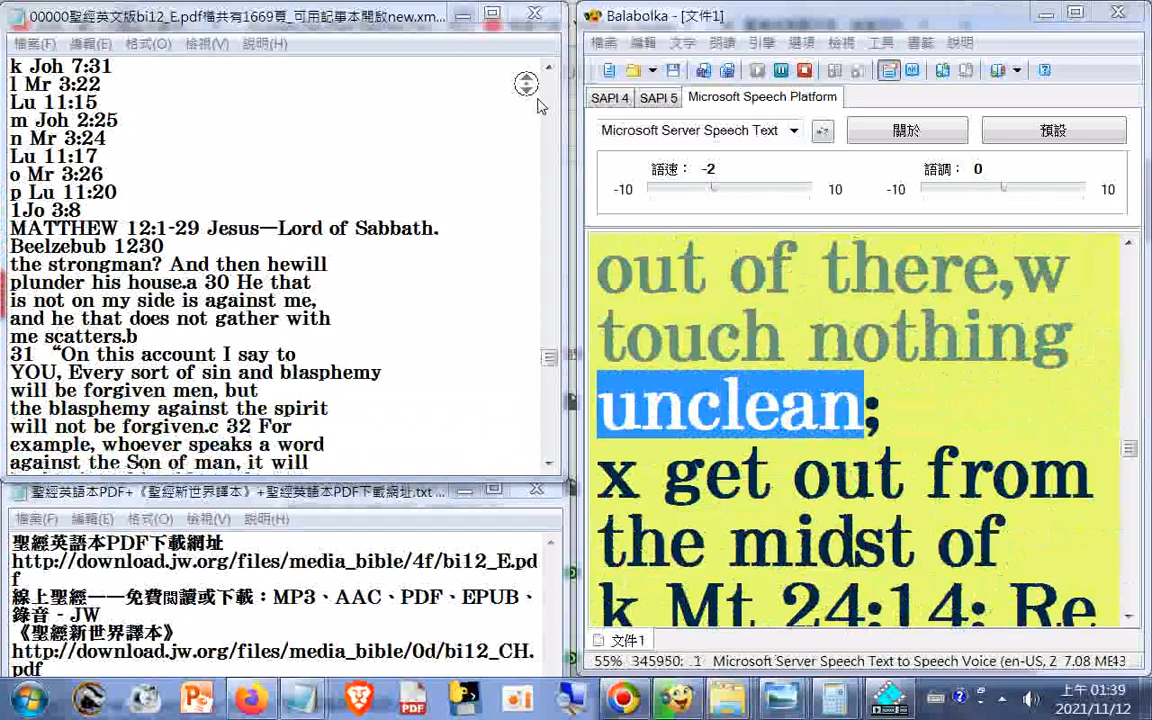 00000聖經英文版bi12_E.pdf檔共有1669頁_可用記事本開啟new.xm...
檔案(F) 編輯(E) 格式(O) 檢視(V) 說明(H)
k Joh 7:31
l Mr 3:22
Lu 11:15
m Joh 2:25
n Mr 3:24
Lu 11:17
o Mr 3:26
p Lu 11:20
1Jo 3:8
MATTHEW 12:1-29 Jesus—Lord of Sabbath.
Beelzebub 1230
the strongman? And then hewill
plunder his house.a 30 He that
is not on my side is against me,
and he that does not gather with
me scatters.b
31 “On this account I say to
YOU, Every sort of sin and blasphemy
will be forgiven men, but
the blasphemy against the spirit
will not be forgiven.c 32 For
example, whoever speaks a word
against the Son of man, it will
聖經英語本PDF+《聖經新世界譯本》+聖經英語本PDF下載網址.txt ...
檔案(F) 編輯(E) 格式(O) 檢視(V) 說明(H)
聖經英語本PDF下載網址
http://download.jw.org/files/media_bible/4f/bi12_E.pd
f
線上聖經——免費閱讀或下載：MP3、AAC、PDF、EPUB、
錄音 - JW
《聖經新世界譯本》
http://download.jw.org/files/media_bible/0d/bi12_CH.
pdf
Balabolka - [文件1]
檔案 編輯 文字 朗讀 引擎 選項 檢視 工具 書籤 說明
SAPI 4 SAPI 5 Microsoft Speech Platform
Microsoft Server Speech Text 關於 預設
語速： -2 語調： 0
-10 10 -10 10
out of there,w
touch nothing
unclean;
x get out from
the midst of
k Mt 24:14; Re
文件1
55% 345950: .1 Microsoft Server Speech Text to Speech Voice (en-US, Z 7.08 ME43
上午 01:39
2021/11/12